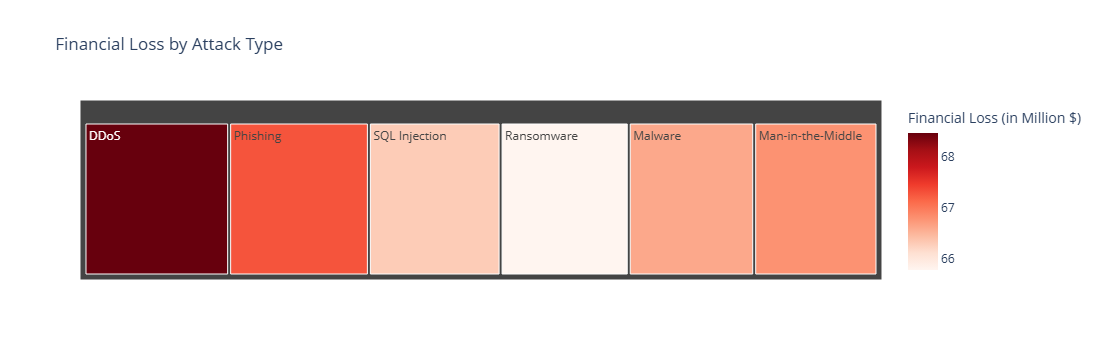 Financial Loss by Attack Type
Financial Loss (in Million $)
DDoS
Phishing
SQL Injection
Ransomware
Malware
Man-in-the-Middle
68
67
66